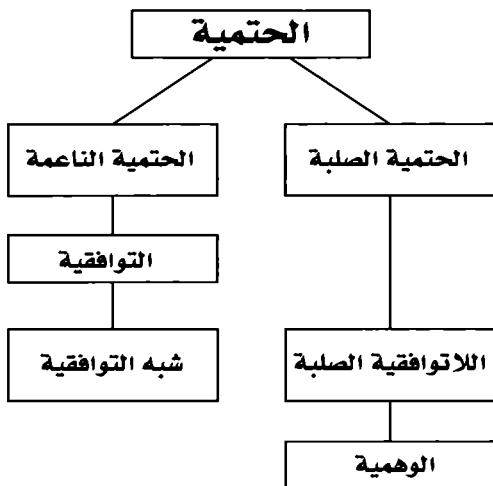 الحتمية
الحتمية الصلبة
الحتمية الناعمة
التوافقية
اللاتوافقية الصلبة
شبه التوافقية
الوهمية